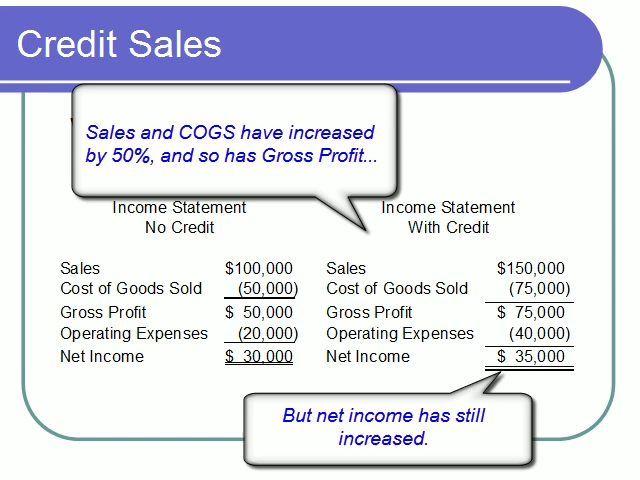 Credit Sales
Sales and COGS have increased
by 50%, and so has Gross Profit...
Income Statement Income Statement
No Credit With Credit
Sales $100,000 Sales $150,000
Cost of Goods Sold (50,000) Cost of Goods Sold (75,000)
Gross Profit $ 50,000 Gross Profit $ 75,000
Operating Expenses (20,000) Operating Expenses (40,000)
Net Income $ 30,000 Net Income $ 35,000
But net income has still
increased.